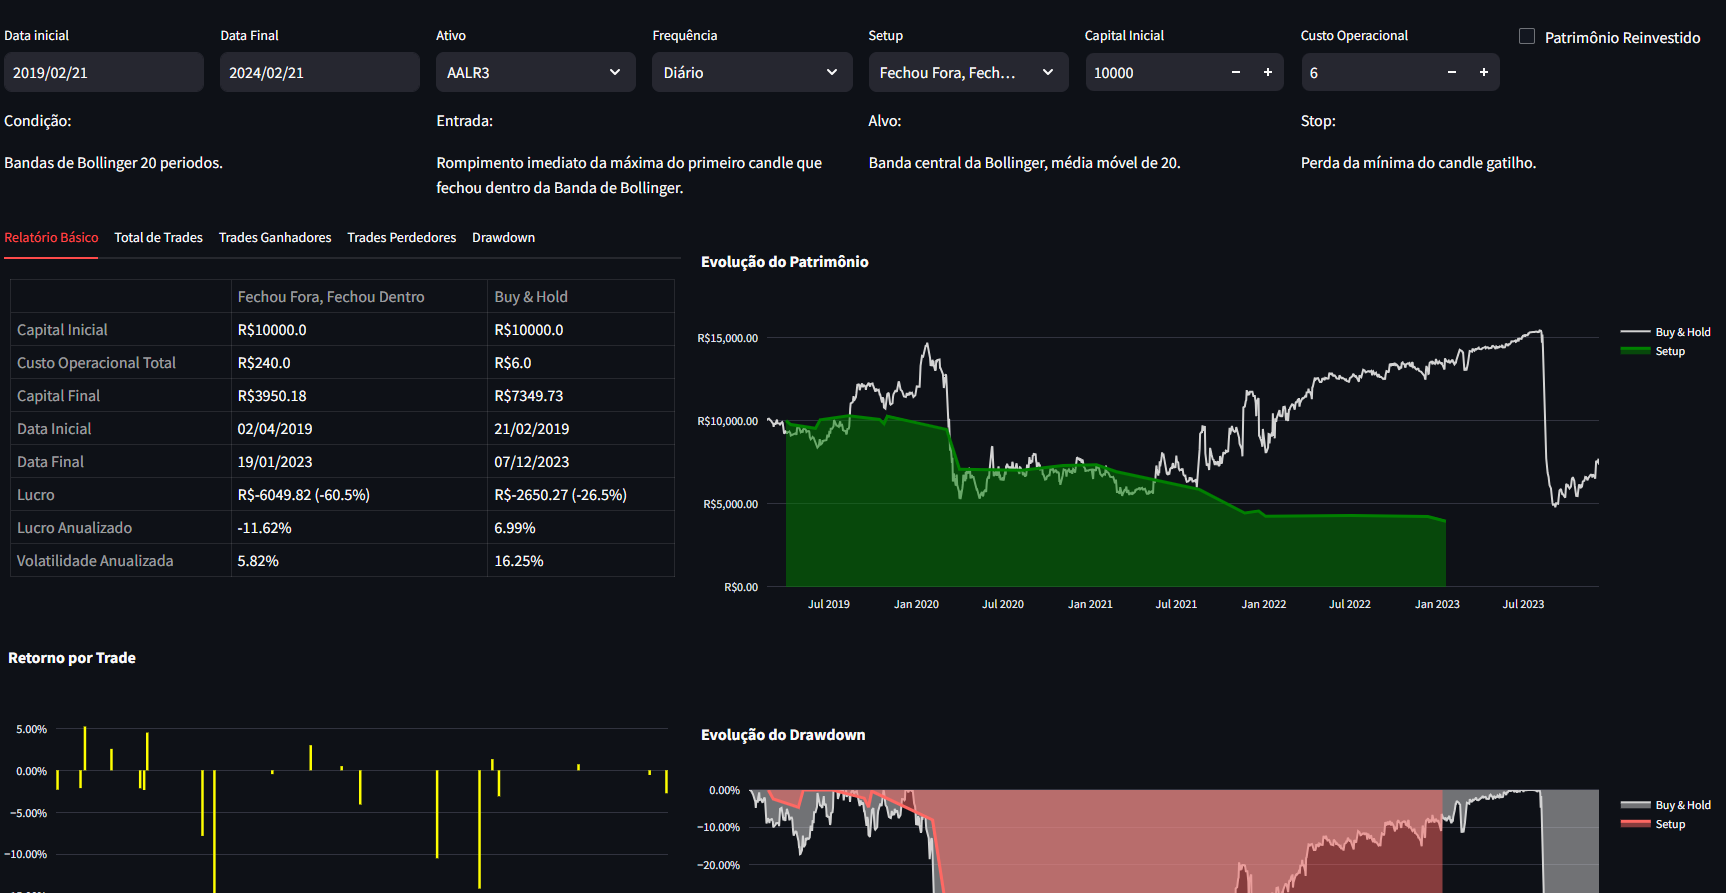 Data inicial
Data Final
Ativo
Frequência
Setup
Capital Inicial
Custo Operacional
Patrimônio Reinvestido
2019/02/21
2024/02/21
AALR3
Diário
Fechou Fora, Fech...
10000
6
Condição:
Entrada:
Alvo:
Stop:
Bandas de Bollinger 20 periodos.
Rompimento imediato da máxima do primeiro candle que
fechou dentro da Banda de Bollinger.
Banda central da Bollinger, média móvel de 20.
Perda da mínima do candle gatilho.
Relatório Básico
Total de Trades
Trades Ganhadores
Trades Perdedores
Drawdown
Fechou Fora, Fechou Dentro
Buy & Hold
Capital Inicial R$10000.0 R$10000.0
Custo Operacional Total R$240.0 R$6.0
Capital Final R$3950.18 R$7349.73
Data Inicial 02/04/2019 21/02/2019
Data Final 19/01/2023 07/12/2023
Lucro R$-6049.82 (-60.5%) R$-2650.27 (-26.5%)
Lucro Anualizado -11.62% 6.99%
Volatilidade Anualizada 5.82% 16.25%
Evolução do Patrimônio
R$15,000.00
R$10,000.00
R$5,000.00
R$0.00
Jul 2019
Jan 2020
Jul 2020
Jan 2021
Jul 2021
Jan 2022
Jul 2022
Jan 2023
Jul 2023
Buy & Hold
Setup
Retorno por Trade
5.00%
0.00%
−5.00%
−10.00%
Evolução do Drawdown
0.00%
−10.00%
−20.00%
Buy & Hold
Setup